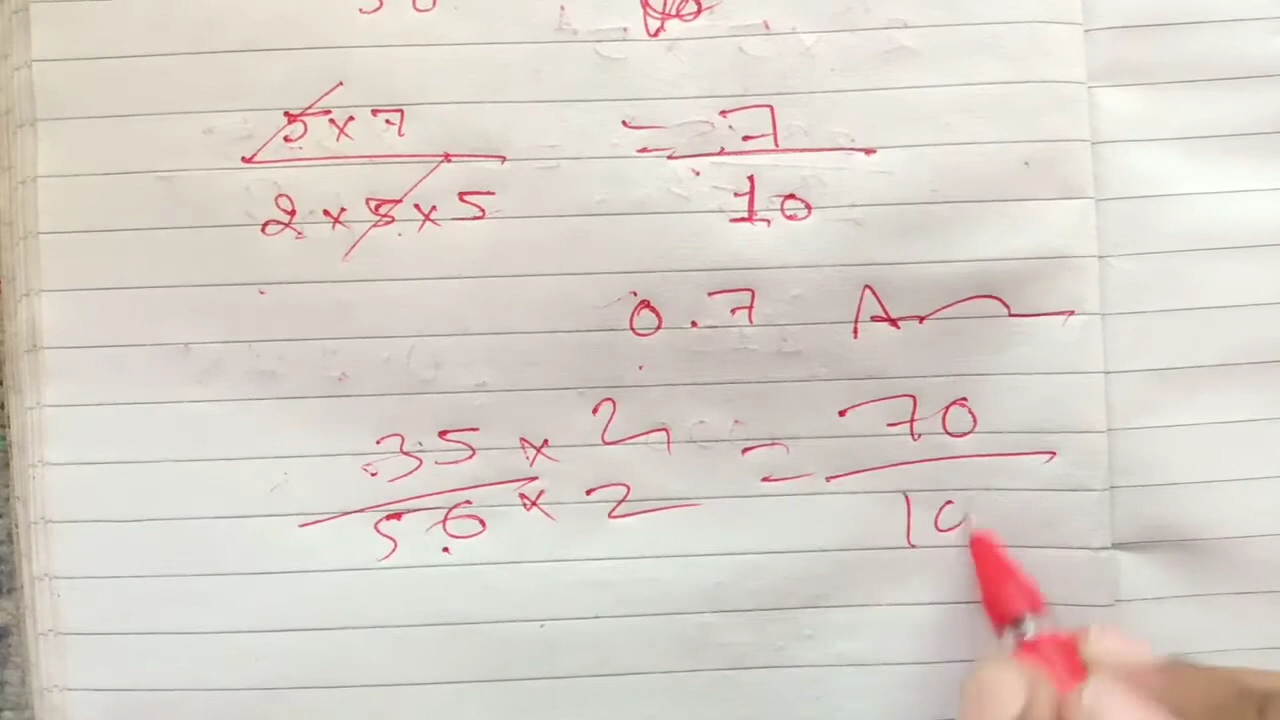 5 × 7 = 7
2 × 5 × 5 10
0.7 Ans
35 × 2 = 70
50 × 2 10